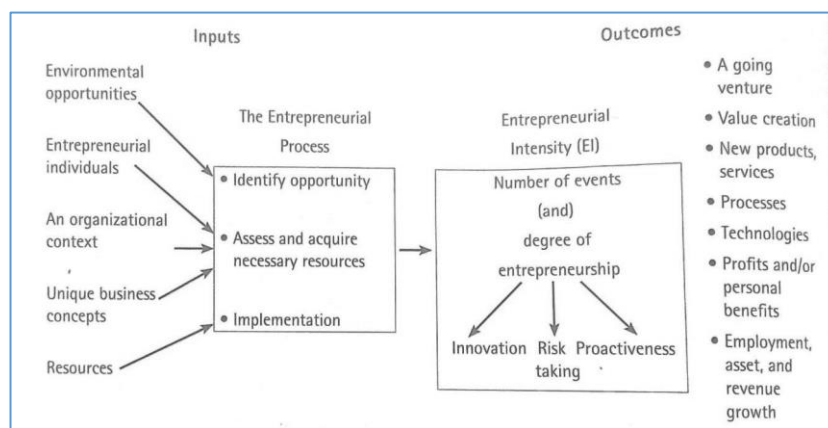 Inputs
Outcomes
Environmental
opportunities
Entrepreneurial
individuals
An organizational
context
Unique business
concepts
Resources
The Entrepreneurial
Process
• Identify opportunity
• Assess and acquire
necessary resources
• Implementation
Entrepreneurial
Intensity (EI)
Number of events
(and)
degree of
entrepreneurship
Innovation Risk Proactiveness
taking
• A going
venture
• Value creation
• New products,
services
• Processes
• Technologies
• Profits and/or
personal
benefits
• Employment,
asset, and
revenue
growth